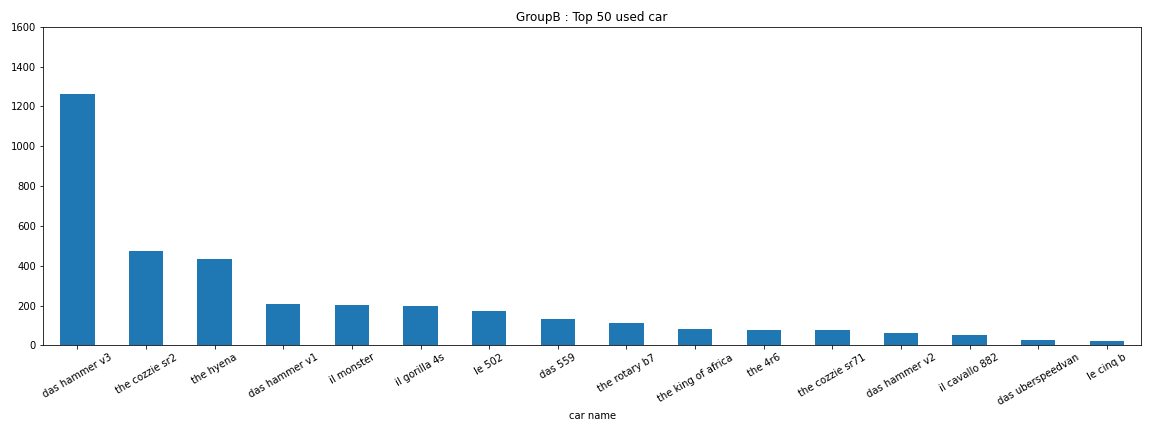 GroupB : Top 50 used car
1600
1400
1200
1000
800
600
400
200
0
das hammer v3
the cozzie sr2
the hyena
das hammer v1
il monster
il gorilla 4s
le 502
das 559
the rotary b7
the king of africa
the 4r6
the cozzie sr71
das hammer v2
il cavallo 882
das uberspeedvan
le cinq b
car name